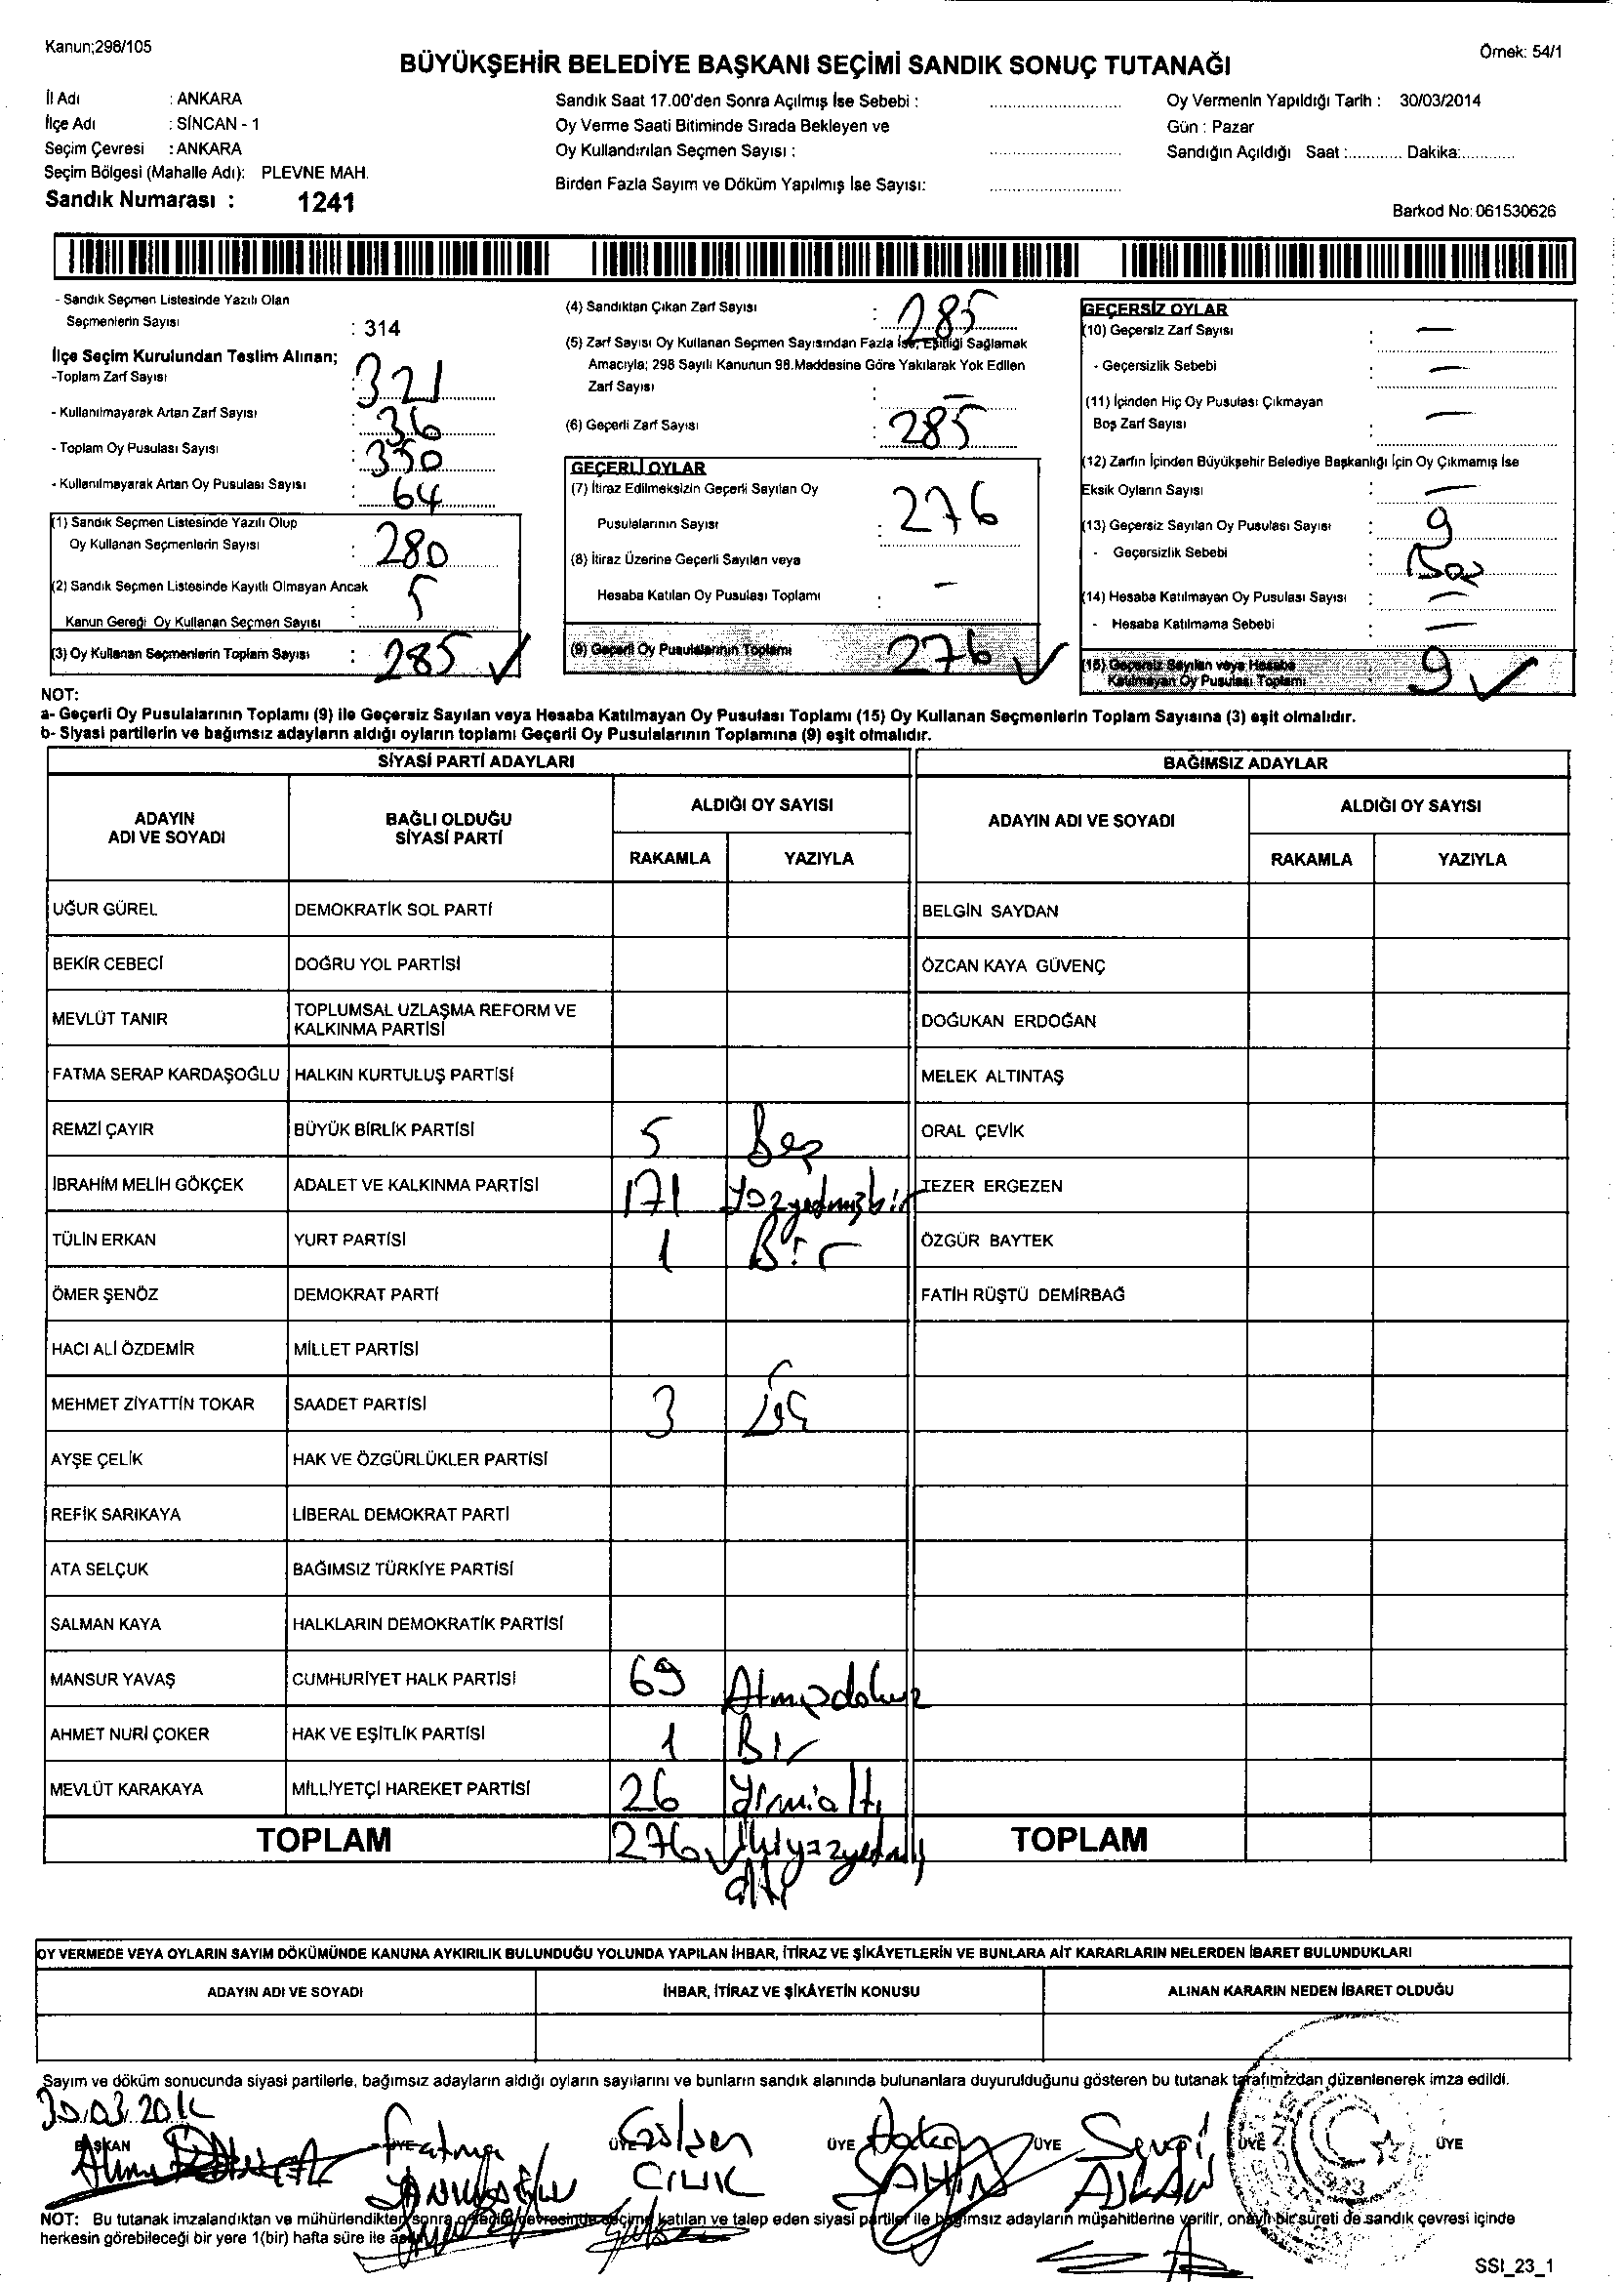 Kanun;298/105
Örnek: 54/1
BÜYÜKŞEHİR BELEDİYE BAŞKANI SEÇİMİ SANDIK SONUÇ TUTANAĞI
İl Adı : ANKARA
İlçe Adı : SİNCAN - 1
Seçim Çevresi : ANKARA
Seçim Bölgesi (Mahalle Adı): PLEVNE MAH.
Sandık Numarası : 1241
Sandık Saat 17.00'den Sonra Açılmış İse Sebebi :
Oy Verme Saati Bitiminde Sırada Bekleyen ve
Oy Kullandırılan Seçmen Sayısı :
Birden Fazla Sayım ve Döküm Yapılmış İse Sayısı:
Oy Vermenin Yapıldığı Tarih : 30/03/2014
Gün : Pazar
Sandığın Açıldığı Saat :............ Dakika:............
Barkod No: 061530626
- Sandık Seçmen Listesinde Yazılı Olan
Seçmenlerin Sayısı : 314
İlçe Seçim Kurulundan Teslim Alınan;
-Toplam Zarf Sayısı : 321
- Kullanılmayarak Artan Zarf Sayısı : 36
- Toplam Oy Pusulası Sayısı : 350
- Kullanılmayarak Artan Oy Pusulası Sayısı : 64
(1) Sandık Seçmen Listesinde Yazılı Olup
Oy Kullanan Seçmenlerin Sayısı : 280
(2) Sandık Seçmen Listesinde Kayıtlı Olmayan Ancak
Kanun Gereği Oy Kullanan Seçmen Sayısı : 5
(3) Oy Kullanan Seçmenlerin Toplam Sayısı : 285 ✓
(4) Sandıktan Çıkan Zarf Sayısı : 285
(5) Zarf Sayısı Oy Kullanan Seçmen Sayısından Fazla İse, Eşitliği Sağlamak
Amacıyla; 298 Sayılı Kanunun 98.Maddesine Göre Yakılarak Yok Edilen
Zarf Sayısı : —
(6) Geçerli Zarf Sayısı : 285
GEÇERLİ OYLAR
(7) İtiraz Edilmeksizin Geçerli Sayılan Oy
Pusulalarının Sayısı : 276
(8) İtiraz Üzerine Geçerli Sayılan veya
Hesaba Katılan Oy Pusulası Toplamı : —
(9) Geçerli Oy Pusulalarının Toplamı 276 ✓
GEÇERSİZ OYLAR
(10) Geçersiz Zarf Sayısı : —
- Geçersizlik Sebebi : —
(11) İçinden Hiç Oy Pusulası Çıkmayan
Boş Zarf Sayısı : —
(12) Zarfın İçinden Büyükşehir Belediye Başkanlığı İçin Oy Çıkmamış İse
Eksik Oyların Sayısı : —
(13) Geçersiz Sayılan Oy Pusulası Sayısı : 9
- Geçersizlik Sebebi :
(14) Hesaba Katılmayan Oy Pusulası Sayısı : —
- Hesaba Katılmama Sebebi : —
(15) Geçersiz Sayılan veya Hesaba
Katılmayan Oy Pusulası Toplamı : 9 ✓
NOT:
a- Geçerli Oy Pusulalarının Toplamı (9) ile Geçersiz Sayılan veya Hesaba Katılmayan Oy Pusulası Toplamı (15) Oy Kullanan Seçmenlerin Toplam Sayısına (3) eşit olmalıdır.
b- Siyasi partilerin ve bağımsız adayların aldığı oyların toplamı Geçerli Oy Pusulalarının Toplamına (9) eşit olmalıdır.
SİYASİ PARTİ ADAYLARI BAĞIMSIZ ADAYLAR
ADAYIN
ADI VE SOYADI
BAĞLI OLDUĞU
SİYASİ PARTİ
ALDIĞI OY SAYISI
RAKAMLA YAZIYLA
ADAYIN ADI VE SOYADI
ALDIĞI OY SAYISI
RAKAMLA YAZIYLA
UĞUR GÜREL DEMOKRATİK SOL PARTİ BELGİN SAYDAN
BEKİR CEBECİ DOĞRU YOL PARTİSİ ÖZCAN KAYA GÜVENÇ
MEVLÜT TANIR TOPLUMSAL UZLAŞMA REFORM VE
KALKINMA PARTİSİ DOĞUKAN ERDOĞAN
FATMA SERAP KARDAŞOĞLU HALKIN KURTULUŞ PARTİSİ MELEK ALTINTAŞ
REMZİ ÇAYIR BÜYÜK BİRLİK PARTİSİ 5 Beş ORAL ÇEVİK
İBRAHİM MELİH GÖKÇEK ADALET VE KALKINMA PARTİSİ 171 Yüzyedmişbir TEZER ERGEZEN
TÜLİN ERKAN YURT PARTİSİ 1 Bir ÖZGÜR BAYTEK
ÖMER ŞENÖZ DEMOKRAT PARTİ FATİH RÜŞTÜ DEMİRBAĞ
HACI ALİ ÖZDEMİR MİLLET PARTİSİ
MEHMET ZİYATTİN TOKAR SAADET PARTİSİ 3 Üç
AYŞE ÇELİK HAK VE ÖZGÜRLÜKLER PARTİSİ
REFİK SARIKAYA LİBERAL DEMOKRAT PARTİ
ATA SELÇUK BAĞIMSIZ TÜRKİYE PARTİSİ
SALMAN KAYA HALKLARIN DEMOKRATİK PARTİSİ
MANSUR YAVAŞ CUMHURİYET HALK PARTİSİ 69 Atmışdokuz
AHMET NURİ ÇOKER HAK VE EŞİTLİK PARTİSİ 1 Bir
MEVLÜT KARAKAYA MİLLİYETÇİ HAREKET PARTİSİ 26 Yirmialtı
TOPLAM 276 ✓ TOPLAM
altı
OY VERMEDE VEYA OYLARIN SAYIM DÖKÜMÜNDE KANUNA AYKIRILIK BULUNDUĞU YOLUNDA YAPILAN İHBAR, İTİRAZ VE ŞİKÂYETLERİN VE BUNLARA AİT KARARLARIN NELERDEN İBARET BULUNDUKLARI
ADAYIN ADI VE SOYADI İHBAR, İTİRAZ VE ŞİKÂYETİN KONUSU ALINAN KARARIN NEDEN İBARET OLDUĞU
Sayım ve döküm sonucunda siyasi partilerle, bağımsız adayların aldığı oyların sayılarını ve bunların sandık alanında bulunanlara duyurulduğunu gösteren bu tutanak tarafımızdan düzenlenerek imza edildi.
30.03.2014
BAŞKAN ÜYE ÜYE ÜYE ÜYE ÜYE ÜYE
Fatma Gülsen Hakan Sevgi
CILIK ŞAHİN ASLAN
NOT: Bu tutanak imzalandıktan ve mühürlendikten sonra seçime katılan ve talep eden siyasi partiler ile bağımsız adayların müşahitlerine verilir, onaylı bir sureti de sandık çevresi içinde
herkesin görebileceği bir yere 1(bir) hafta süre ile
SSI_23_1